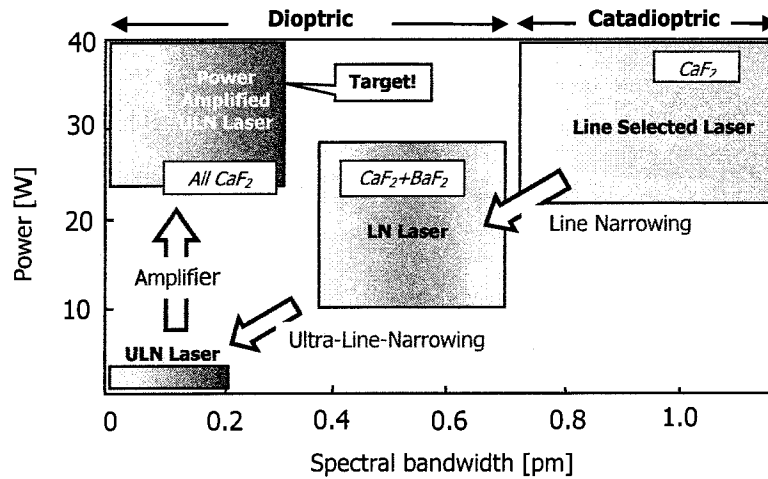 Dioptric
Catadioptric
40
30
20
10
Power [W]
Power
Amplified
ULN Laser
Target!
All CaF2
CaF2+BaF2
LN Laser
CaF2
Line Selected Laser
Line Narrowing
Amplifier
ULN Laser
Ultra-Line-Narrowing
0
0.2
0.4
0.6
0.8
1.0
Spectral bandwidth [pm]